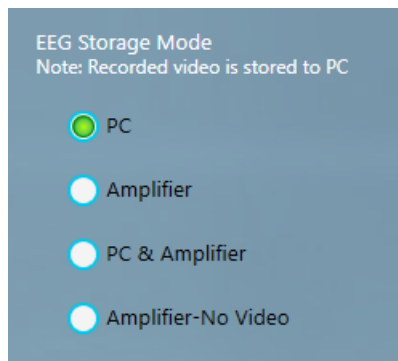 EEG Storage Mode
Note: Recorded video is stored to PC
PC
Amplifier
PC & Amplifier
Amplifier-No Video